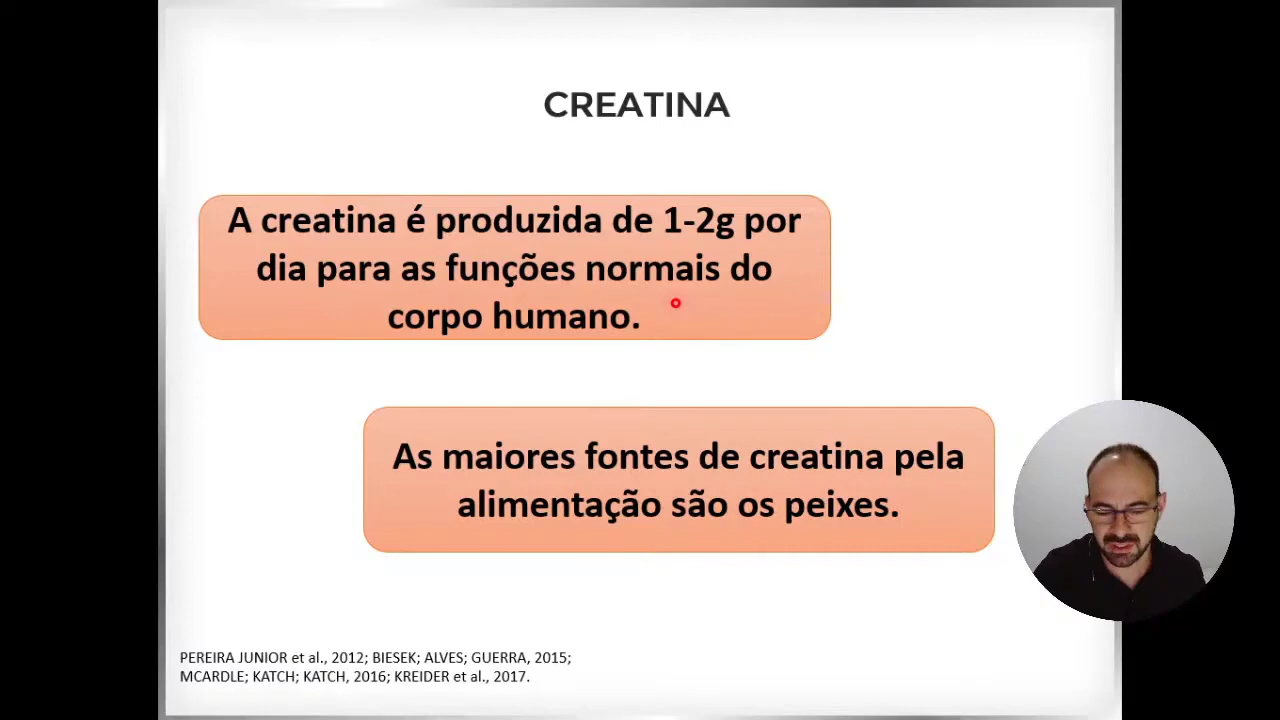 CREATINA
A creatina é produzida de 1-2g por
dia para as funções normais do
corpo humano.
As maiores fontes de creatina pela
alimentação são os peixes.
PEREIRA JUNIOR et al., 2012; BIESEK; ALVES; GUERRA, 2015;
MCARDLE; KATCH; KATCH, 2016; KREIDER et al., 2017.